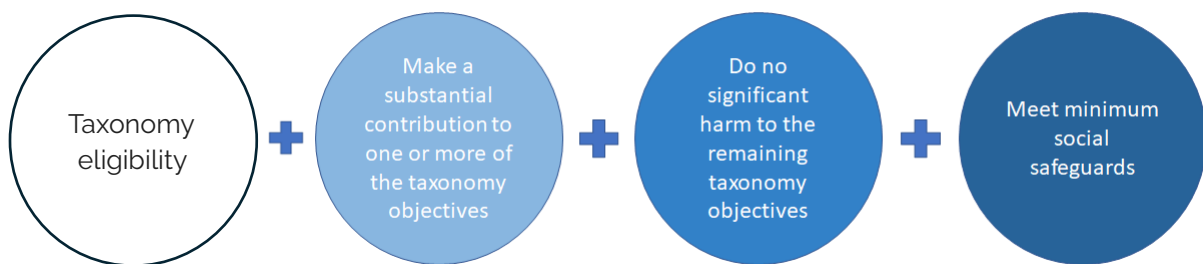 Taxonomy
eligibility
Make a
substantial
contribution to
one or more of
the taxonomy
objectives
Do no
significant
harm to the
remaining
taxonomy
objectives
Meet minimum
social
safeguards